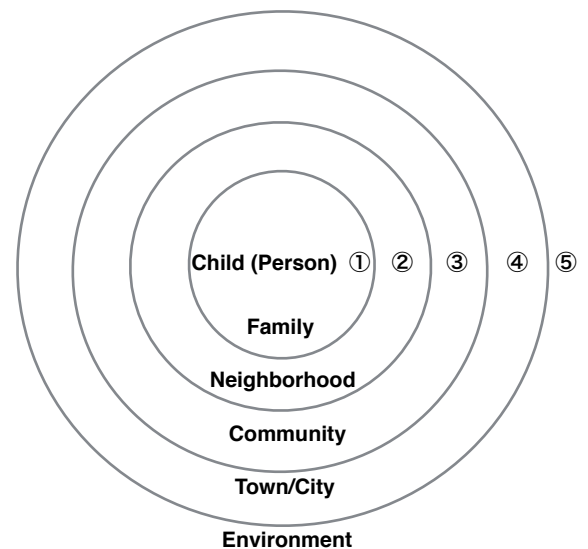 Child (Person) ① ② ③ ④ ⑤
Family
Neighborhood
Community
Town/City
Environment